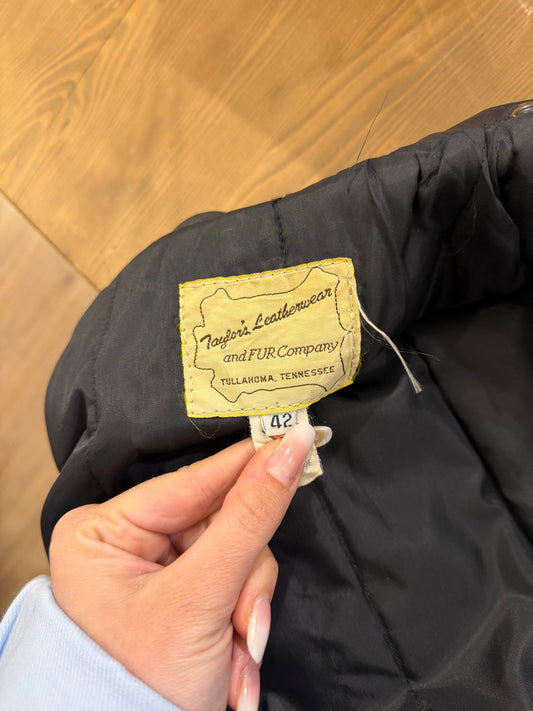 Taylor's Leatherwear
and FUR Company
TULLAHOMA, TENNESSEE
42